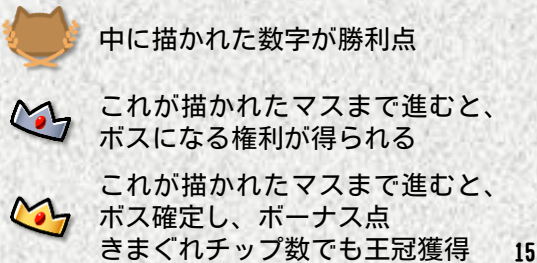 中に描かれた数字が勝利点
これが描かれたマスまで進むと、
ボスになる権利が得られる
これが描かれたマスまで進むと、
ボス確定し、ボーナス点
きまぐれチップ数でも王冠獲得
15